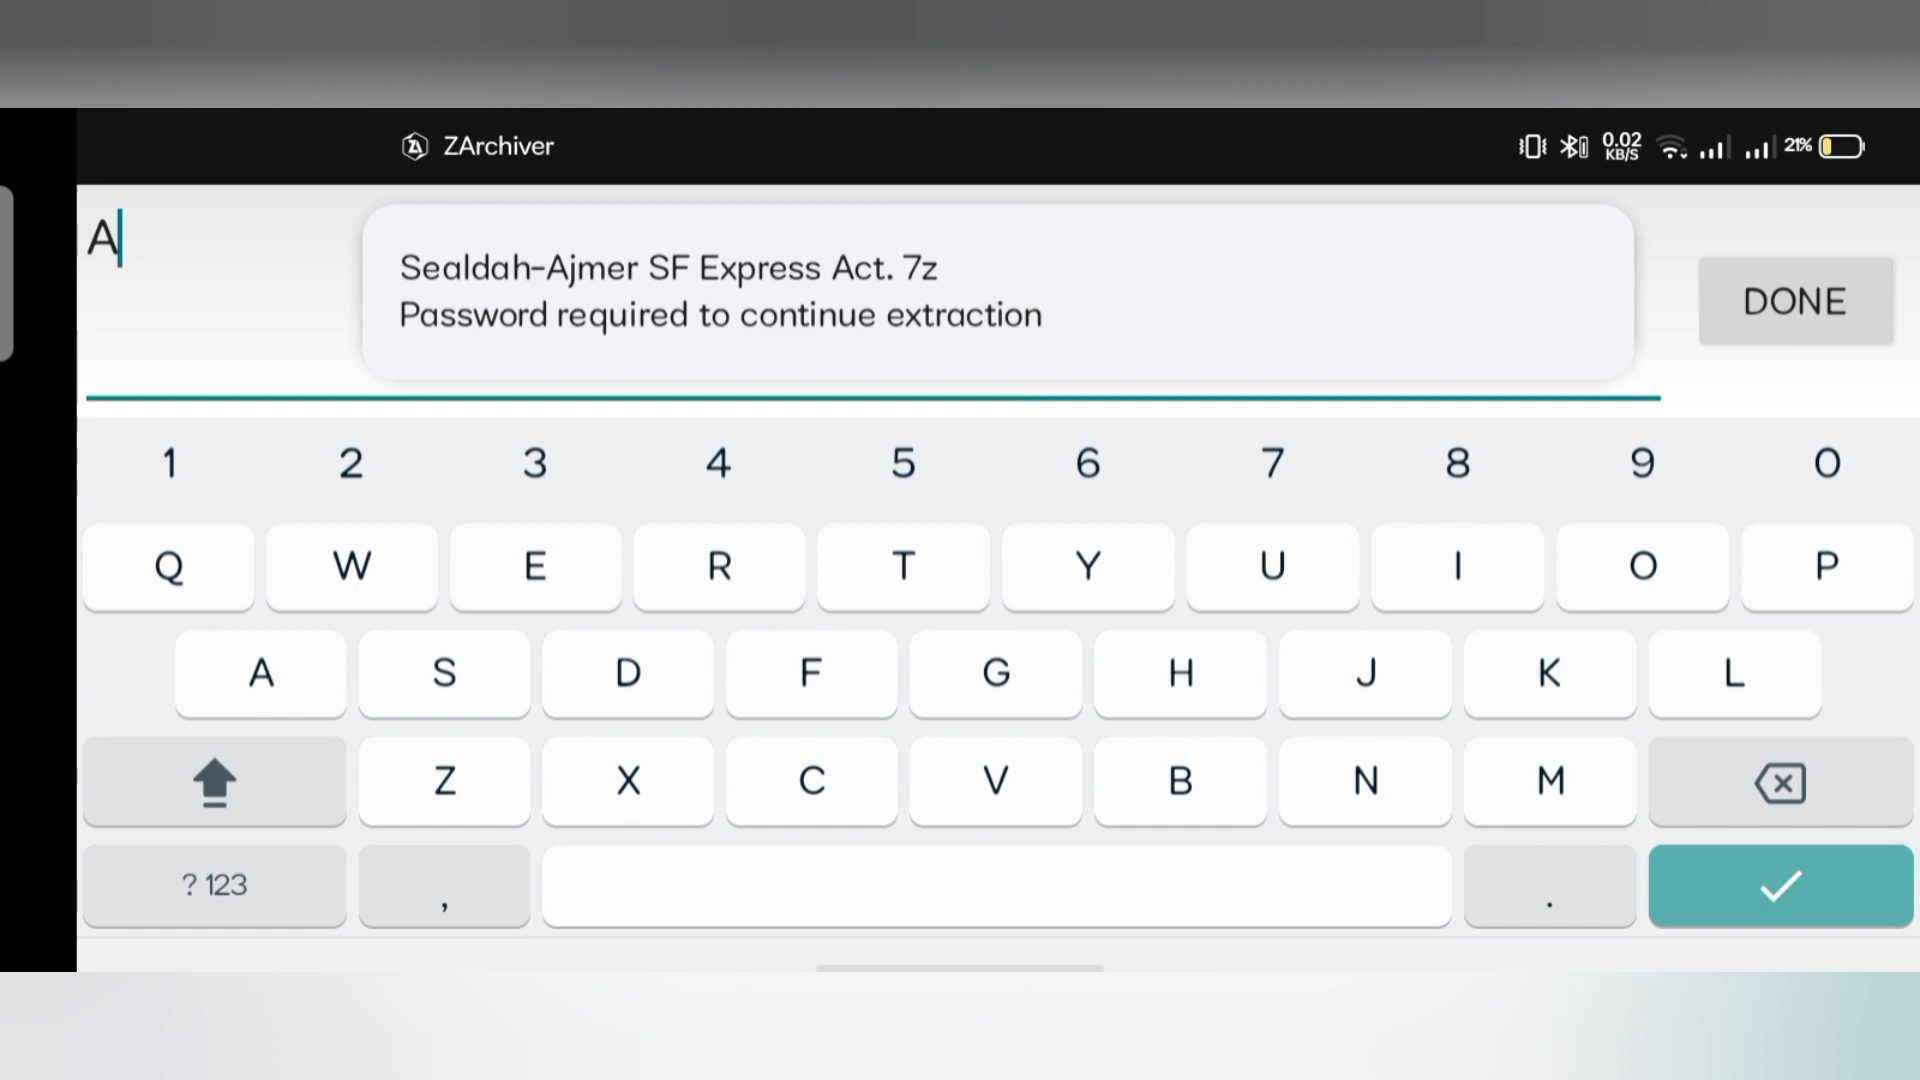 ZArchiver
0.02
KB/S
21%
A
Sealdah-Ajmer SF Express Act. 7z
Password required to continue extraction
DONE
1 2 3 4 5 6 7 8 9 0
Q W E R T Y U I O P
A S D F G H J K L
Z X C V B N M
?123 , .